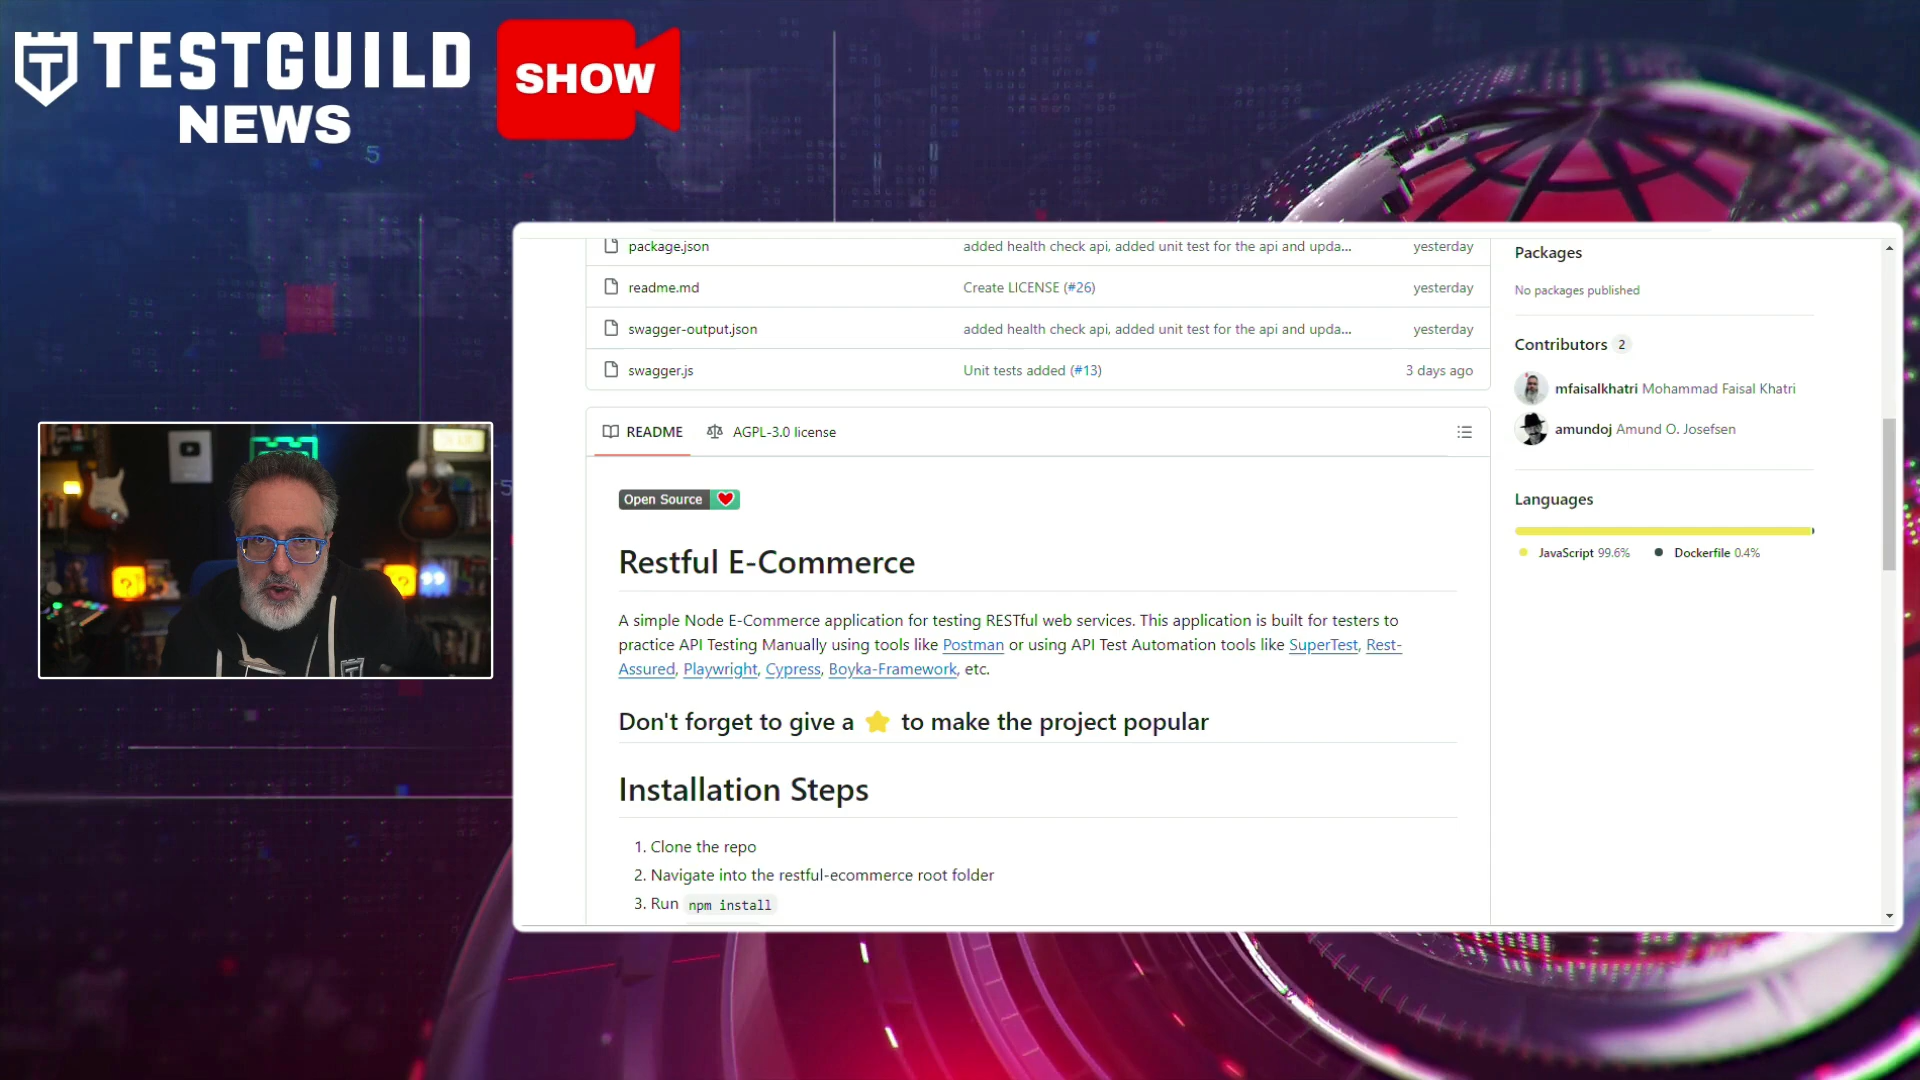 TESTGUILD
NEWS
SHOW
5
5
package.json added health check api, added unit test for the api and upda... yesterday
readme.md Create LICENSE (#26) yesterday
swagger-output.json added health check api, added unit test for the api and upda... yesterday
swagger.js Unit tests added (#13) 3 days ago
README AGPL-3.0 license
Open Source
Restful E-Commerce
A simple Node E-Commerce application for testing RESTful web services. This application is built for testers to
practice API Testing Manually using tools like Postman or using API Test Automation tools like SuperTest, Rest-
Assured, Playwright, Cypress, Boyka-Framework, etc.
Don't forget to give a ⭐ to make the project popular
Installation Steps
1. Clone the repo
2. Navigate into the restful-ecommerce root folder
3. Run npm install
Packages
No packages published
Contributors 2
mfaisalkhatri Mohammad Faisal Khatri
amundoj Amund O. Josefsen
Languages
JavaScript 99.6% Dockerfile 0.4%